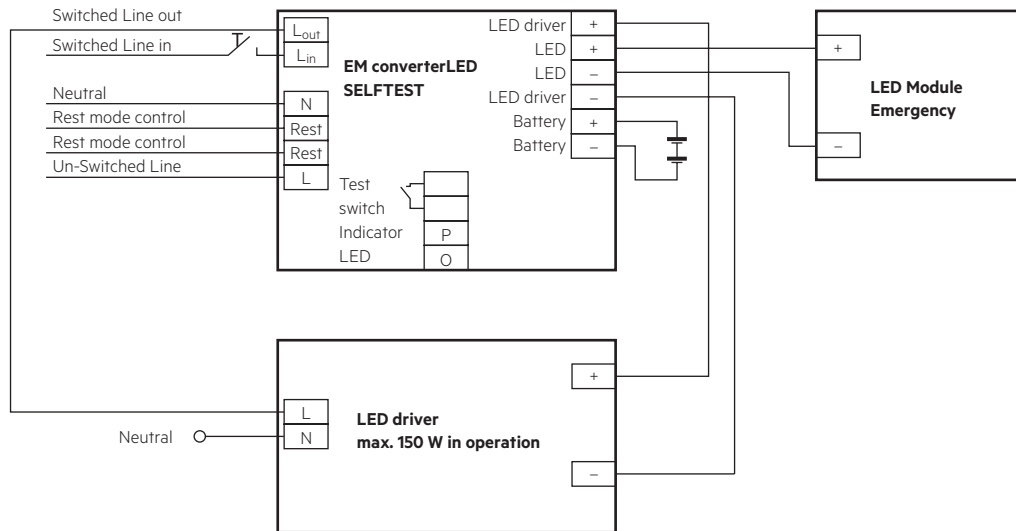 Switched Line out
Switched Line in
Neutral
Rest mode control
Rest mode control
Un-Switched Line
Lout
Lin
N
Rest
Rest
L
EM converterLED
SELFTEST
Test
switch
Indicator
LED
P
O
LED driver
LED
LED
LED driver
Battery
Battery
+
+
–
–
+
–
+
–
LED Module
Emergency
Neutral
L
N
LED driver
max. 150 W in operation
+
–